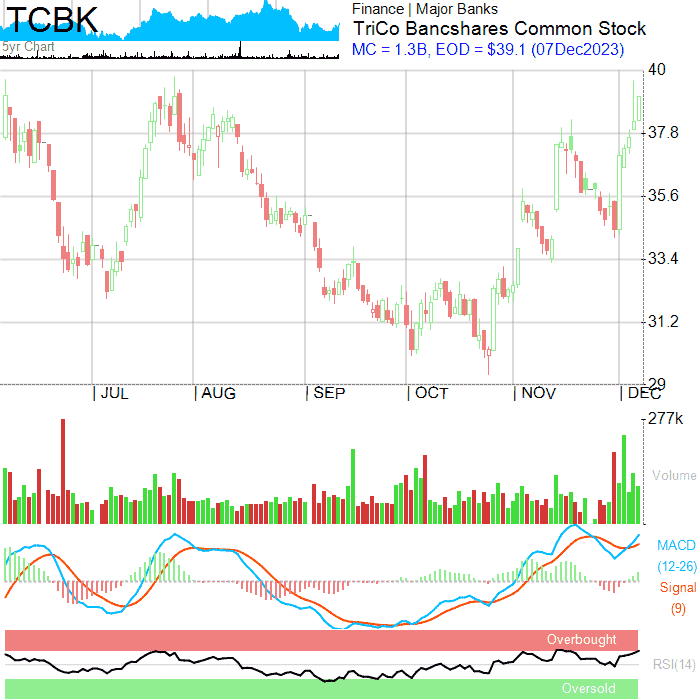 TCBK
5yr Chart
Finance | Major Banks
TriCo Bancshares Common Stock
MC = 1.3B, EOD = $39.1 (07Dec2023)
40
37.8
35.6
33.4
31.2
29
| JUL | AUG | SEP | OCT | NOV | DEC
277k
Volume
MACD
(12-26)
Signal
(9)
Overbought
RSI(14)
Oversold